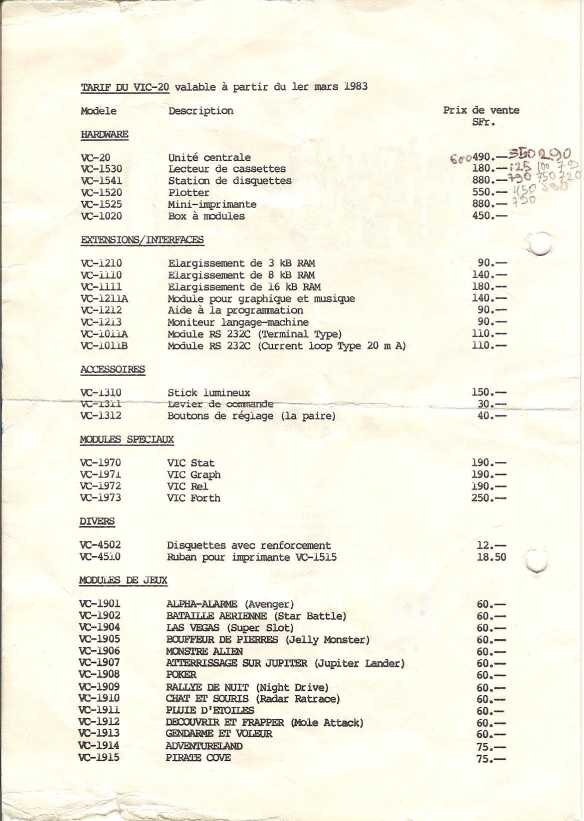 TARIF DU VIC-20 valable à partir du 1er mars 1983
Modele Description Prix de vente
SFr.
HARDWARE
VC-20 Unité centrale 600 490.— 350 290
VC-1530 Lecteur de cassettes 180.— 125 100 79
VC-1541 Station de disquettes 880.— 790 750 720
VC-1520 Plotter 550.— 450
VC-1525 Mini-imprimante 880.— 750
VC-1020 Box à modules 450.—
EXTENSIONS/INTERFACES
VC-1210 Elargissement de 3 kB RAM 90.—
VC-1110 Elargissement de 8 kB RAM 140.—
VC-1111 Elargissement de 16 kB RAM 180.—
VC-1211A Module pour graphique et musique 140.—
VC-1212 Aide à la programmation 90.—
VC-1213 Moniteur langage-machine 90.—
VC-1011A Module RS 232C (Terminal Type) 110.—
VC-1011B Module RS 232C (Current loop Type 20 m A) 110.—
ACCESSOIRES
VC-1310 Stick lumineux 150.—
VC-1311 Levier de commande 30.—
VC-1312 Boutons de réglage (la paire) 40.—
MODULES SPECIAUX
VC-1970 VIC Stat 190.—
VC-1971 VIC Graph 190.—
VC-1972 VIC Rel 190.—
VC-1973 VIC Forth 250.—
DIVERS
VC-4502 Disquettes avec renforcement 12.—
VC-4510 Ruban pour imprimante VC-1515 18.50
MODULES DE JEUX
VC-1901 ALPHA-ALARME (Avenger) 60.—
VC-1902 BATAILLE AERIENNE (Star Battle) 60.—
VC-1904 LAS VEGAS (Super Slot) 60.—
VC-1905 BOUFFEUR DE PIERRES (Jelly Monster) 60.—
VC-1906 MONSTRE ALIEN 60.—
VC-1907 ATTERRISSAGE SUR JUPITER (Jupiter Lander) 60.—
VC-1908 POKER 60.—
VC-1909 RALLYE DE NUIT (Night Drive) 60.—
VC-1910 CHAT ET SOURIS (Radar Ratrace) 60.—
VC-1911 PLUIE D'ETOILES 60.—
VC-1912 DECOUVRIR ET FRAPPER (Mole Attack) 60.—
VC-1913 GENDARME ET VOLEUR 60.—
VC-1914 ADVENTURELAND 75.—
VC-1915 PIRATE COVE 75.—